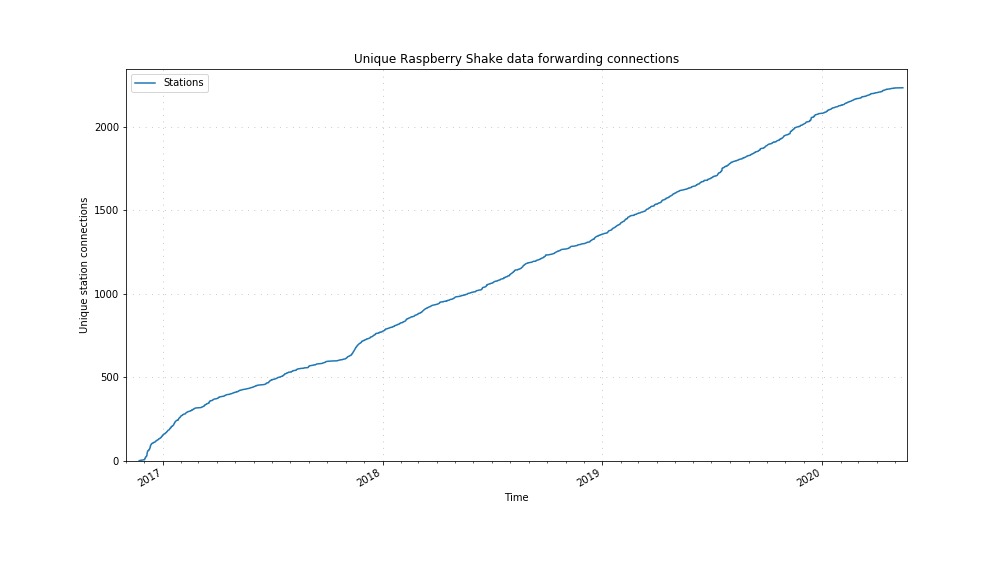 Unique Raspberry Shake data forwarding connections
Stations
2000
1500
1000
500
0
Unique station connections
2017
2018
2019
2020
Time